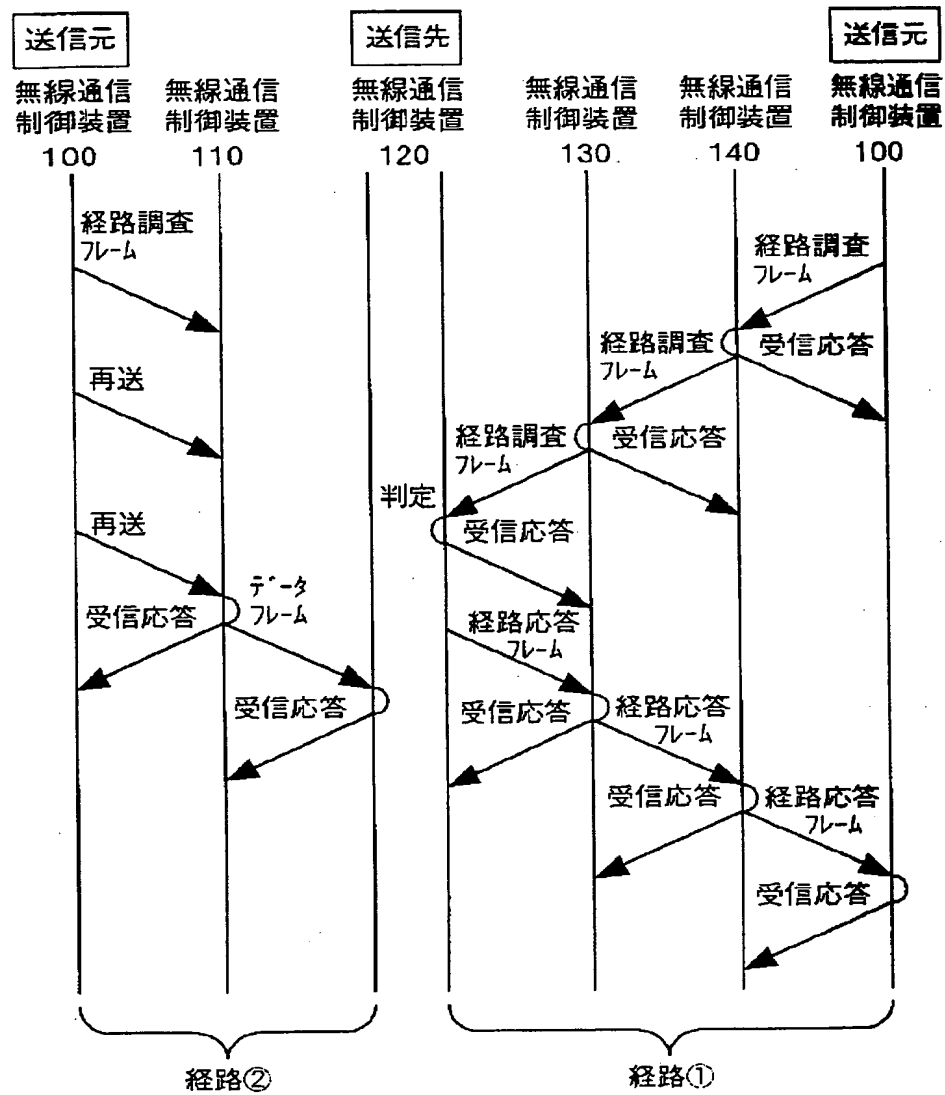 送信元
送信先
送信元
無線通信
制御装置
100
無線通信
制御装置
110
無線通信
制御装置
120
無線通信
制御装置
130
無線通信
制御装置
140
無線通信
制御装置
100
経路調査
フレーム
経路調査
フレーム
経路調査
フレーム
受信応答
再送
経路調査
フレーム
受信応答
判定
受信応答
再送
データ
フレーム
受信応答
経路応答
フレーム
受信応答
受信応答
経路応答
フレーム
受信応答
経路応答
フレーム
受信応答
経路②
経路①